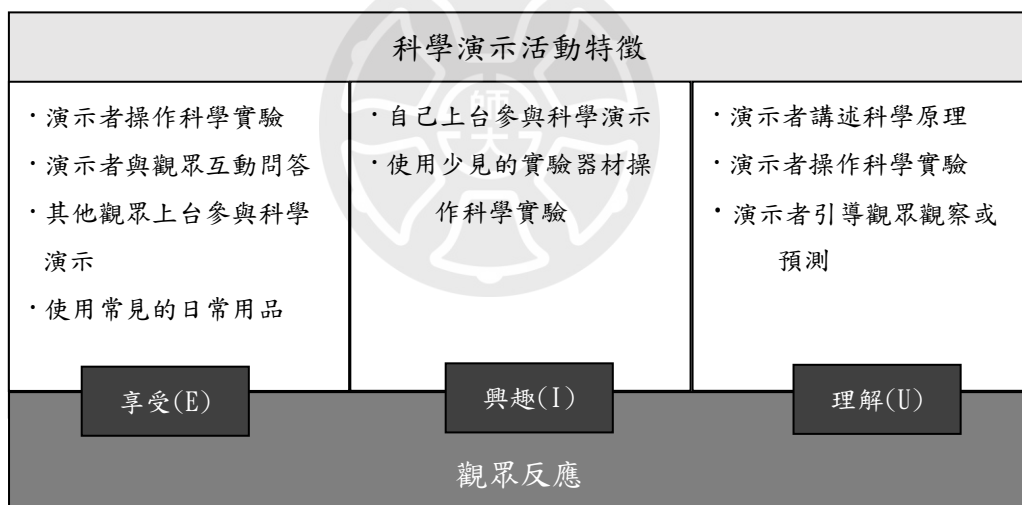 科學演示活動特徵
·演示者操作科學實驗
·演示者與觀眾互動問答
·其他觀眾上台參與科學
演示
·使用常見的日常用品
·自己上台參與科學演示
·使用少見的實驗器材操
作科學實驗
·演示者講述科學原理
·演示者操作科學實驗
·演示者引導觀眾觀察或
預測
享受(E)
興趣(I)
理解(U)
觀眾反應
師大